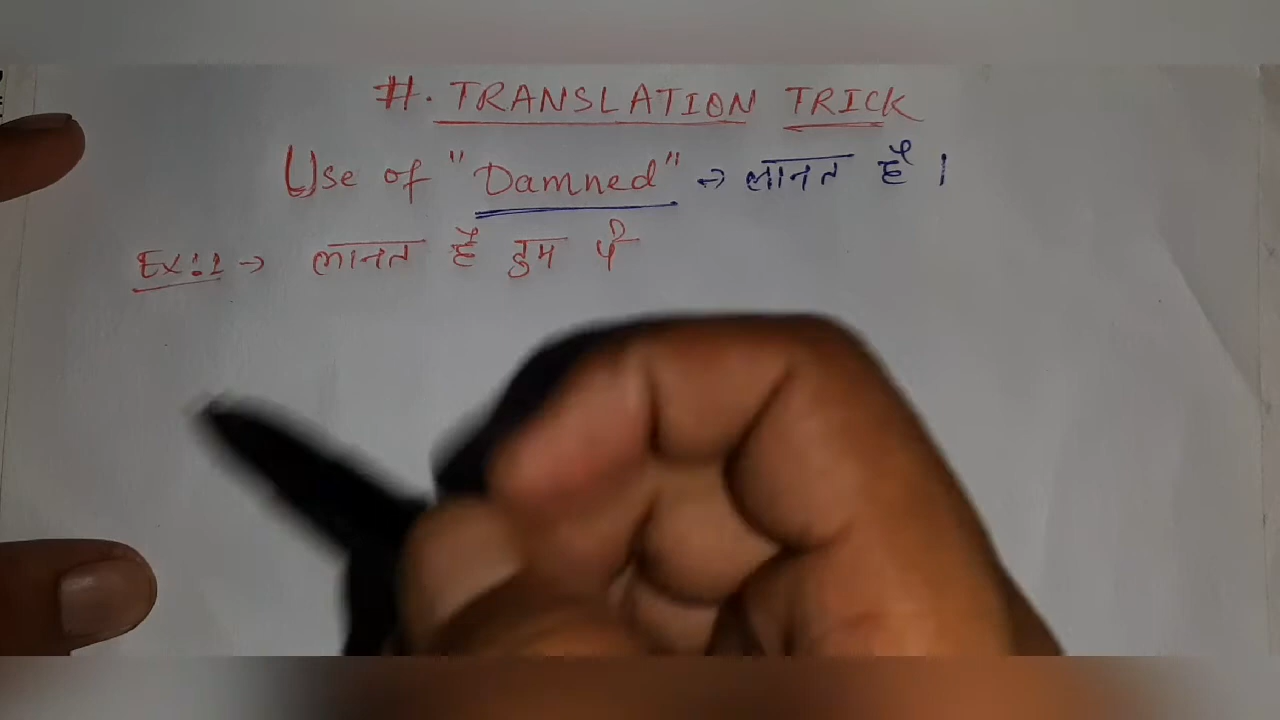 #. TRANSLATION TRICK
Use of "Damned" → लानत है ।
Ex:1 → लानत है तुम पे